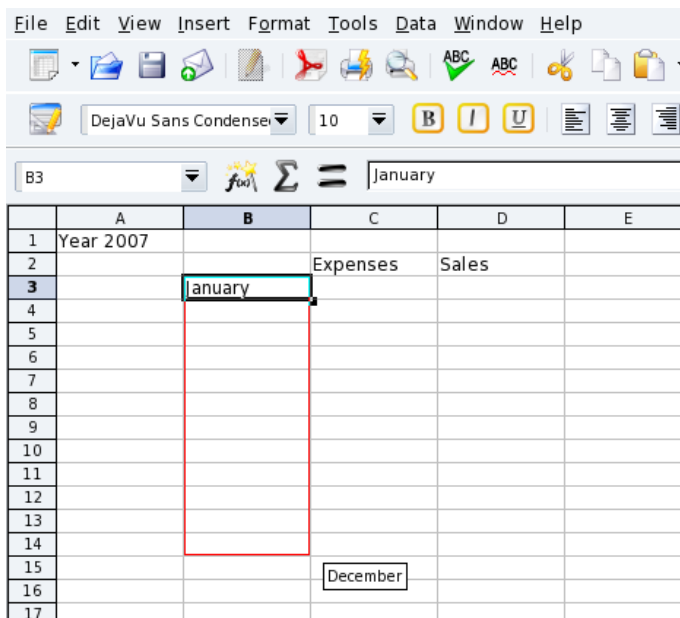 File Edit View Insert Format Tools Data Window Help
ABC ABC
DejaVu Sans Condense 10 B I U
B3 f(x) Σ = January
A B C D E
1 Year 2007
2 Expenses Sales
3 January
4
5
6
7
8
9
10
11
12
13
14
15
December
16
17